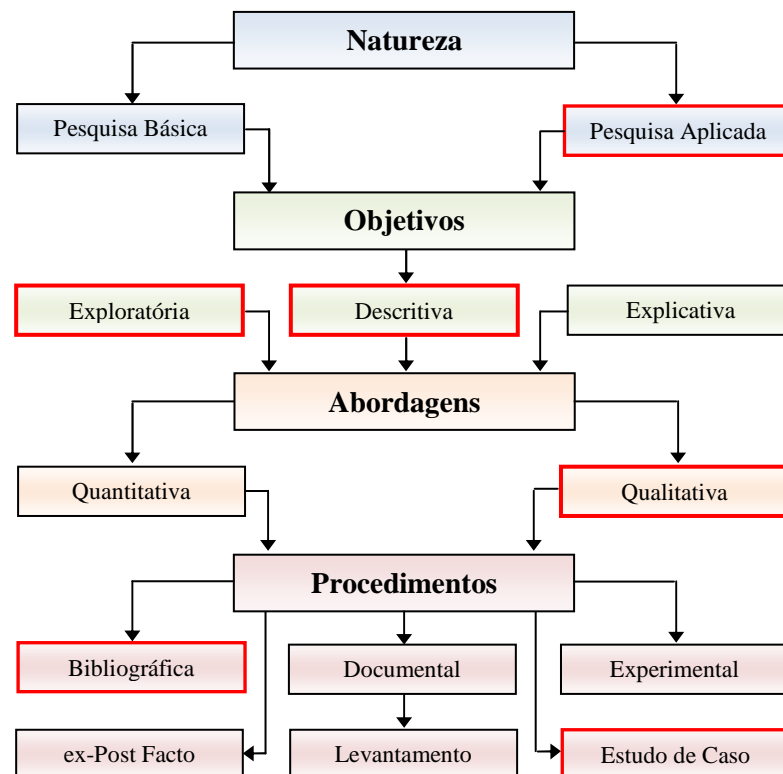 Natureza
Pesquisa Básica
Pesquisa Aplicada
Objetivos
Exploratória
Descritiva
Explicativa
Abordagens
Quantitativa
Qualitativa
Procedimentos
Bibliográfica
Documental
Experimental
ex-Post Facto
Levantamento
Estudo de Caso